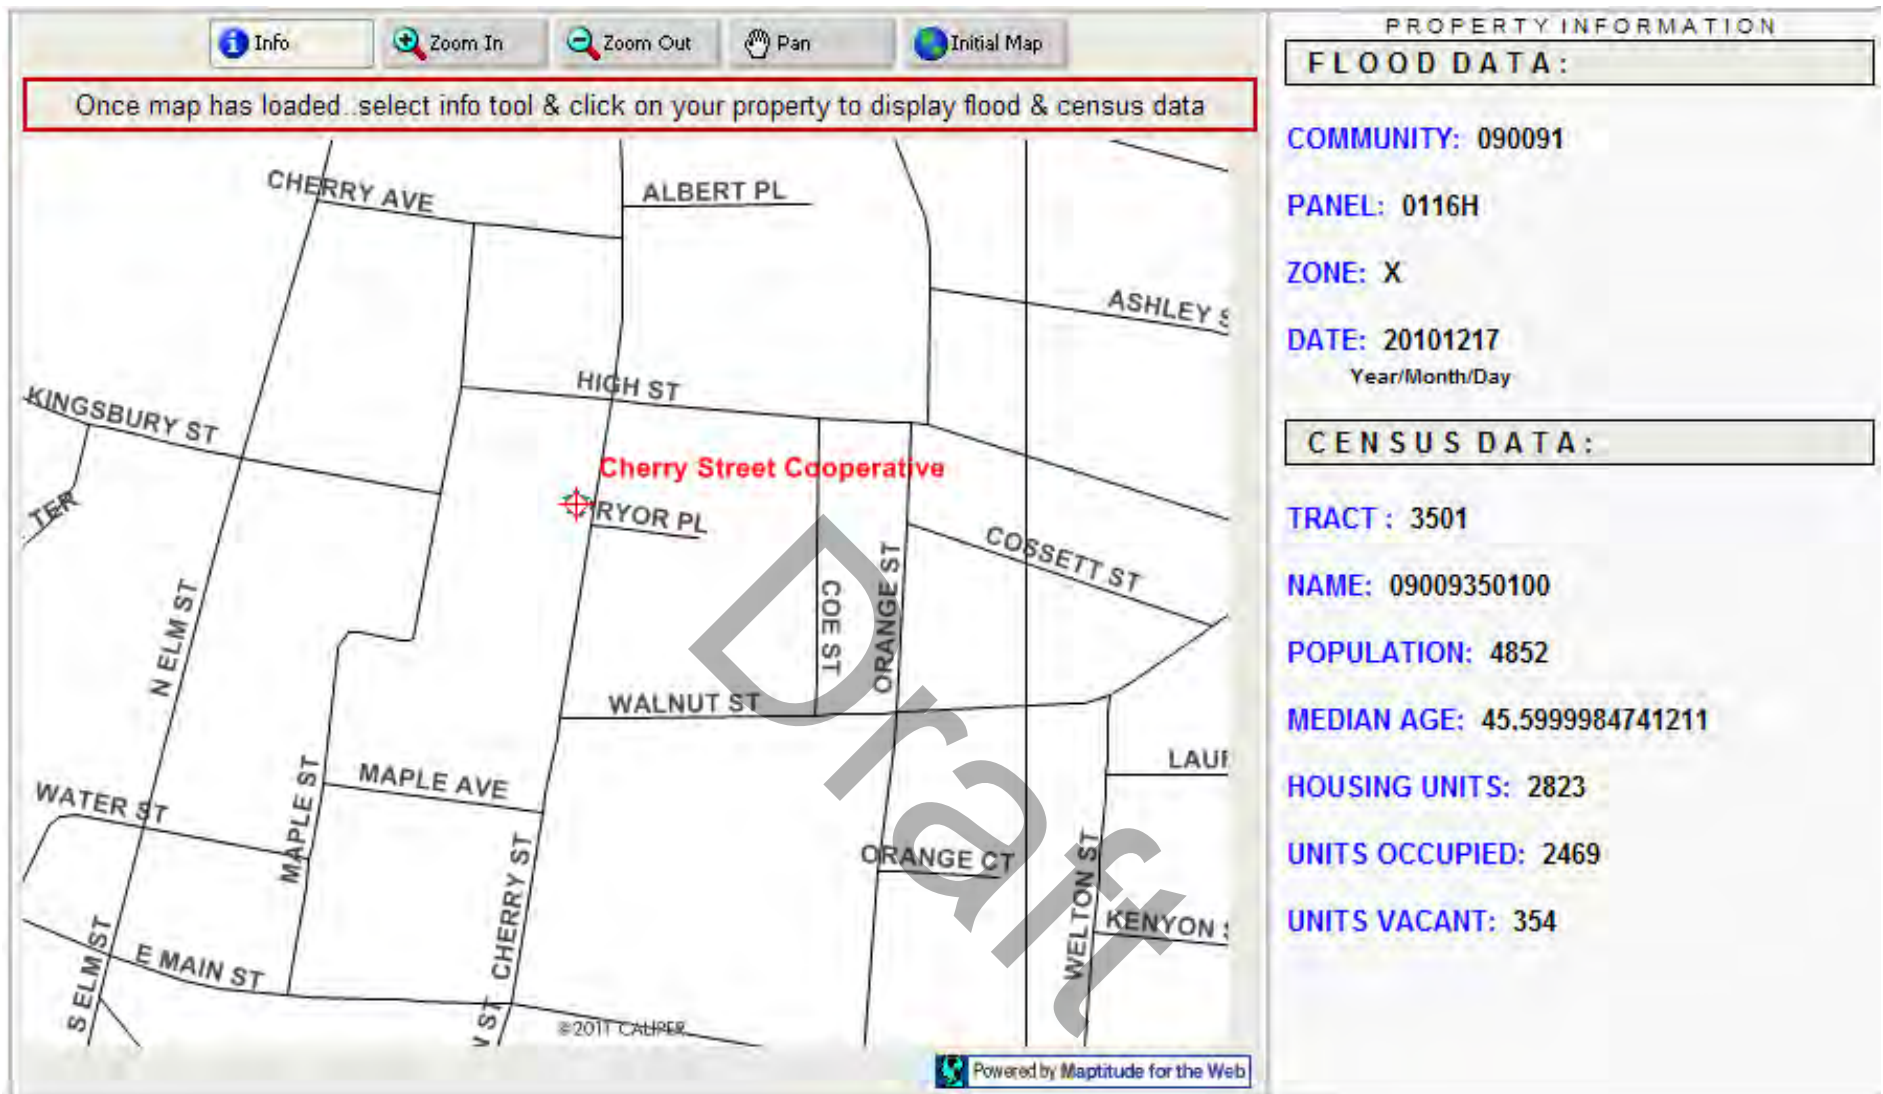 Info
Zoom In
Zoom Out
Pan
Initial Map
Once map has loaded..select info tool & click on your property to display flood & census data
CHERRY AVE
ALBERT PL
ASHLEY S
HIGH ST
KINGSBURY ST
Cherry Street Cooperative
TER
RYOR PL
COSSETT ST
N ELM ST
COE ST
ORANGE ST
WALNUT ST
LAUR
MAPLE AVE
WATER ST
MAPLE ST
ORANGE CT
CHERRY ST
WELTON ST
KENYON S
E MAIN ST
S ELM ST
ST
©2011 CALIPER
Draft
Powered by Maptitude for the Web
PROPERTY INFORMATION
FLOOD DATA:
COMMUNITY: 090091
PANEL: 0116H
ZONE: X
DATE: 20101217
Year/Month/Day
CENSUS DATA:
TRACT : 3501
NAME: 09009350100
POPULATION: 4852
MEDIAN AGE: 45.5999984741211
HOUSING UNITS: 2823
UNITS OCCUPIED: 2469
UNITS VACANT: 354